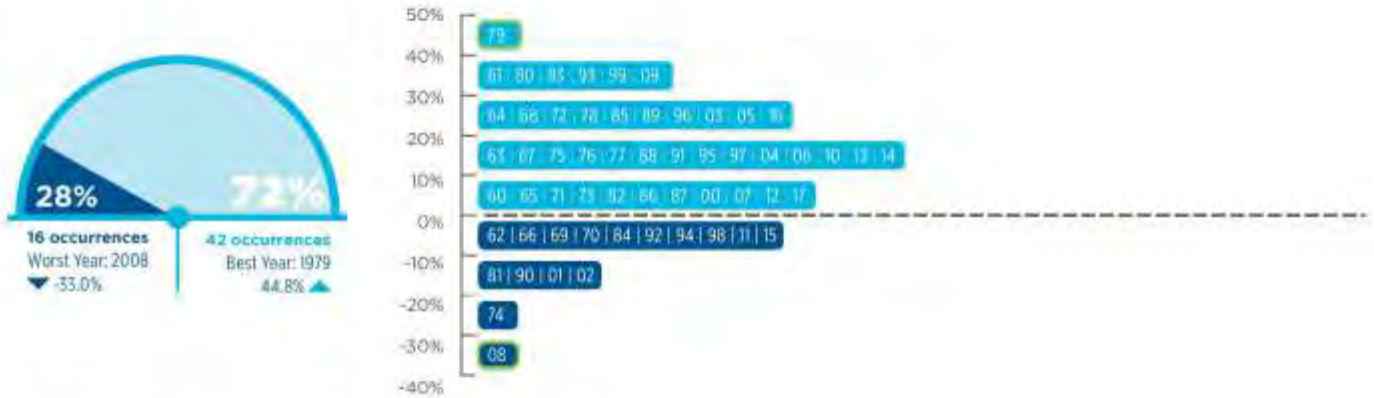 28%
72%
16 occurrences
Worst Year: 2008
-33.0%
42 occurrences
Best Year: 1979
44.8%
50%
79
40%
61 | 80 | 83 | 93 | 99 | 09
30%
64 | 68 | 72 | 78 | 85 | 89 | 96 | 03 | 05 | 16
20%
63 | 67 | 75 | 76 | 77 | 88 | 91 | 95 | 97 | 04 | 06 | 10 | 13 | 14
10%
60 | 65 | 71 | 73 | 82 | 86 | 87 | 00 | 07 | 12 | 17
0%
62 | 66 | 69 | 70 | 84 | 92 | 94 | 98 | 11 | 15
-10%
81 | 90 | 01 | 02
-20%
74
-30%
08
-40%